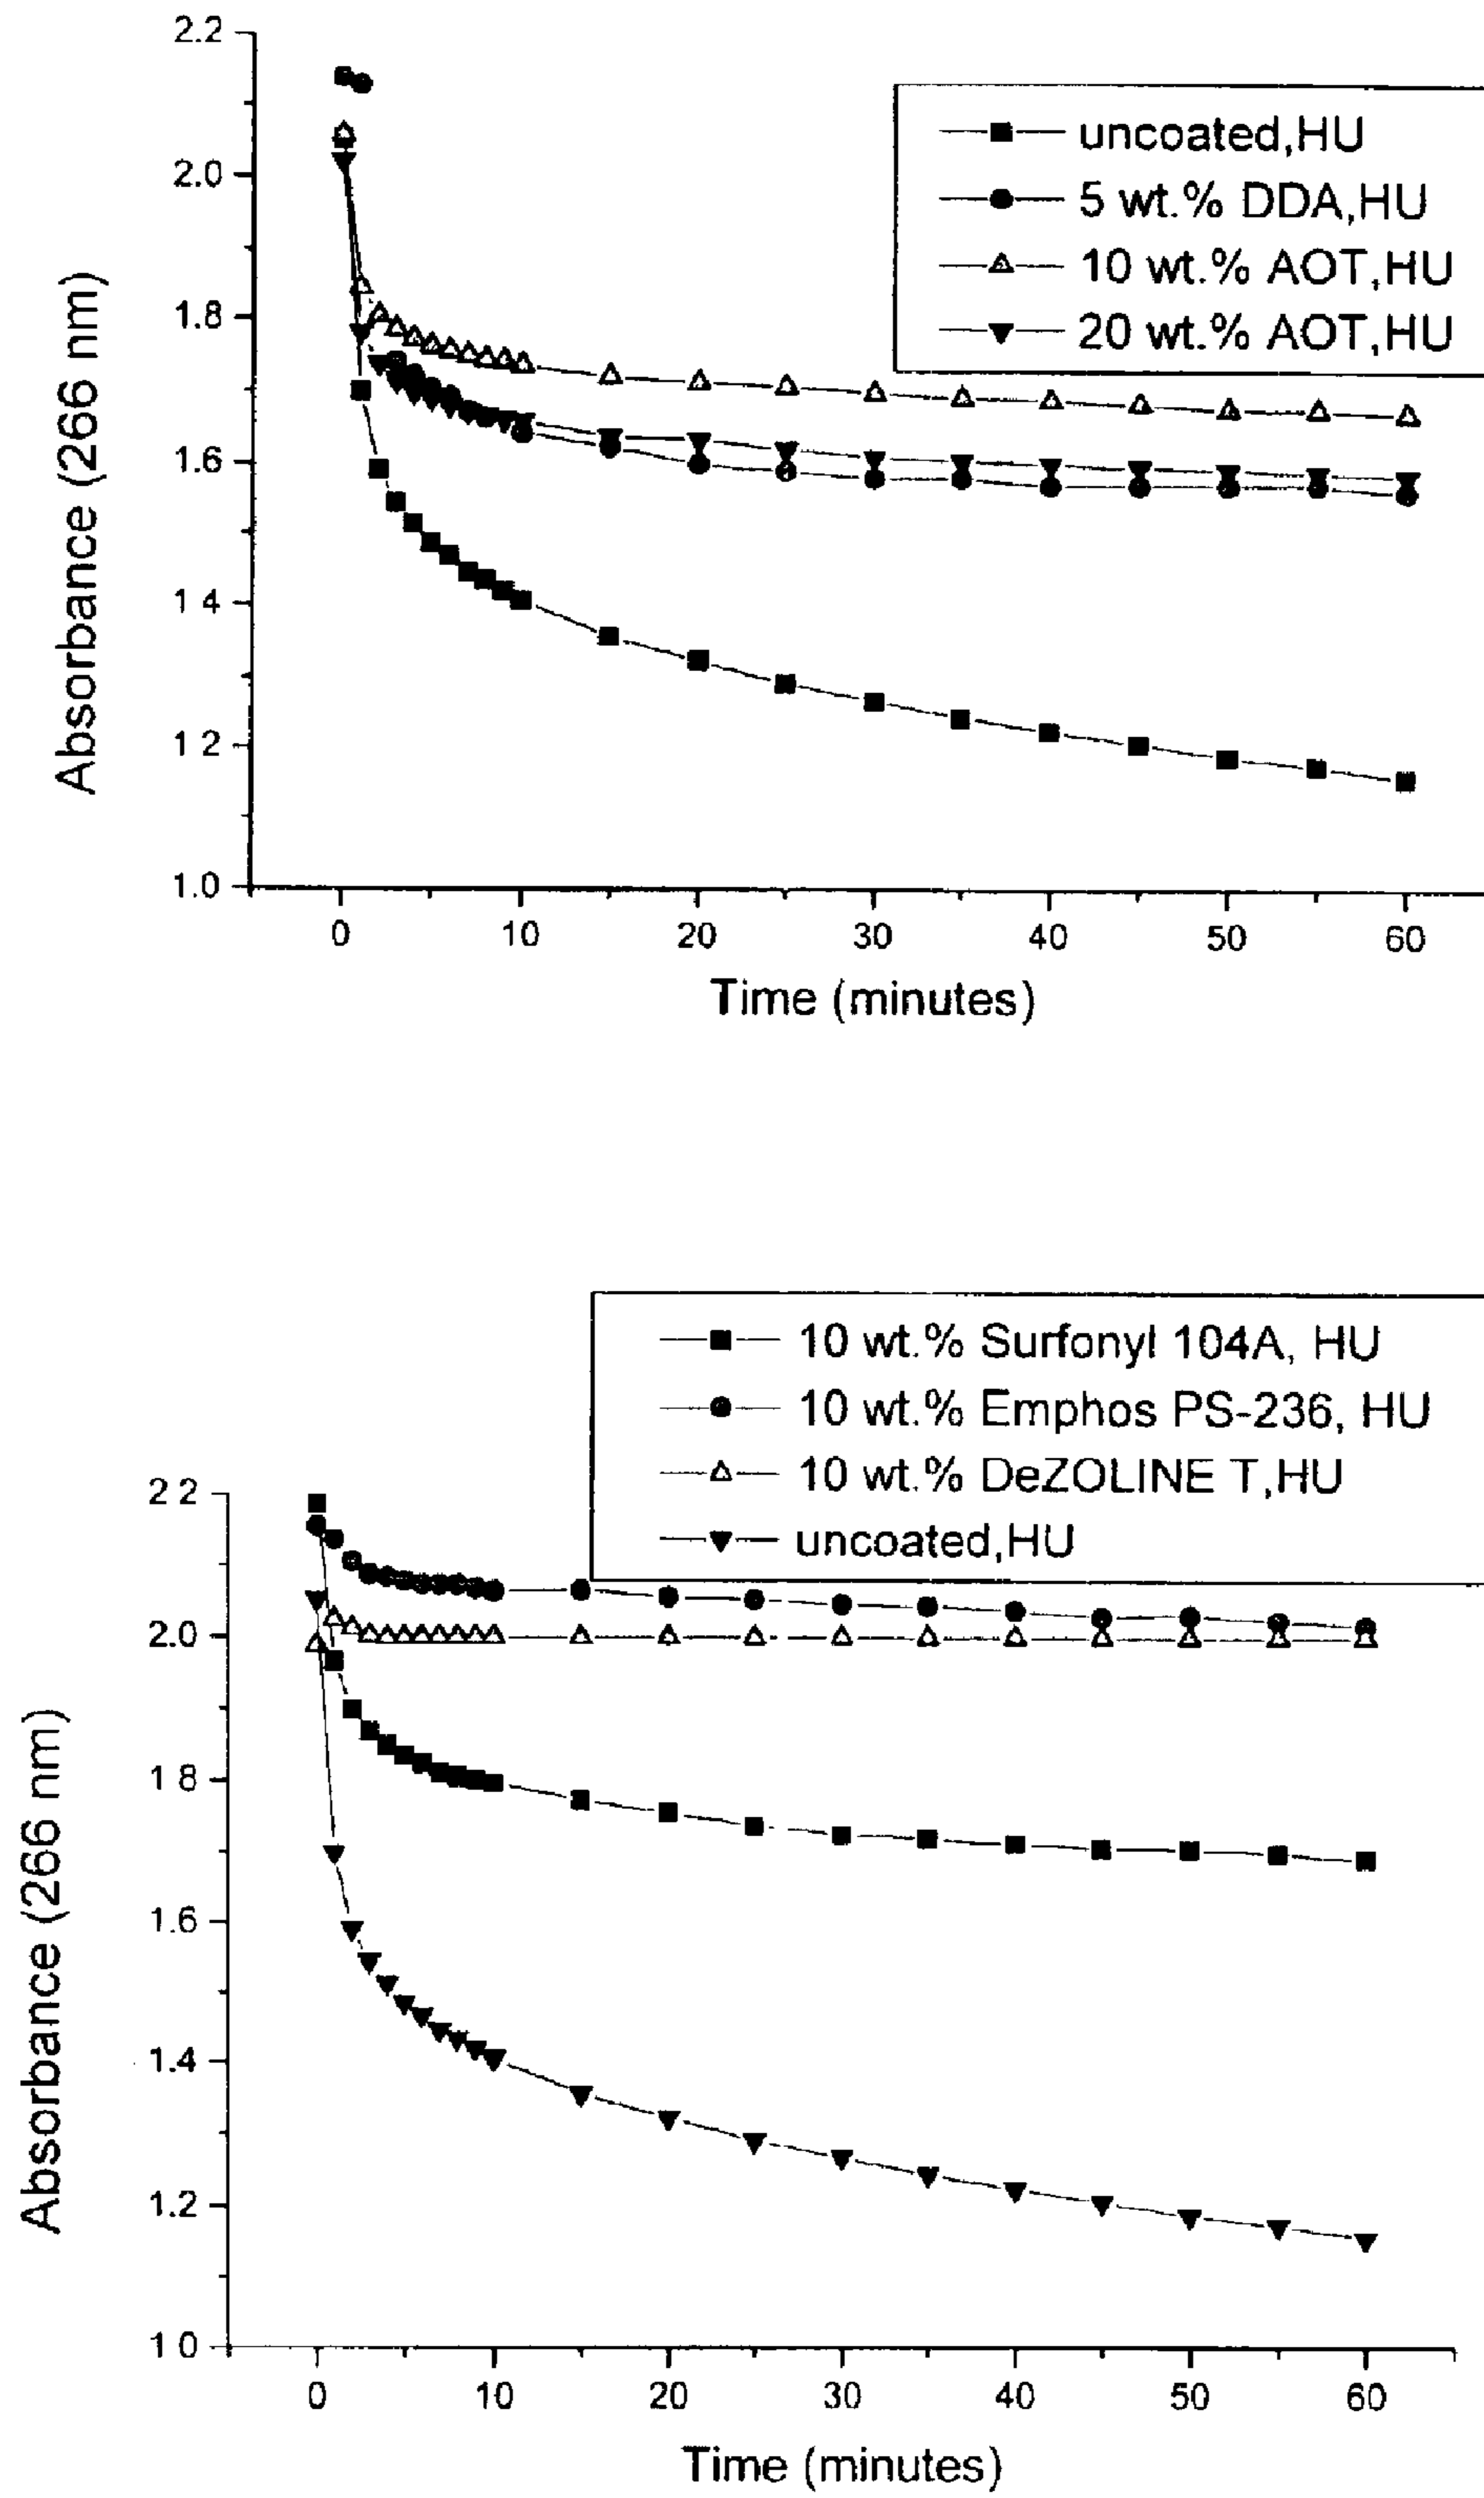 2.2
2.0
1.8
1.6
1 4
1 2
1.0
Absorbance (266 nm)
uncoated,HU
5 wt.% DDA,HU
10 wt.% AOT,HU
20 wt.% AOT,HU
0 10 20 30 40 50 60
Time (minutes)
10 wt.% Surfonyl 104A, HU
10 wt.% Emphos PS-236, HU
10 wt.% DeZOLINE T,HU
uncoated,HU
2 2
2.0
1 8
1.6
1.4
1.2
1 0
Absorbance (266 nm)
0 10 20 30 40 50 60
Time (minutes)